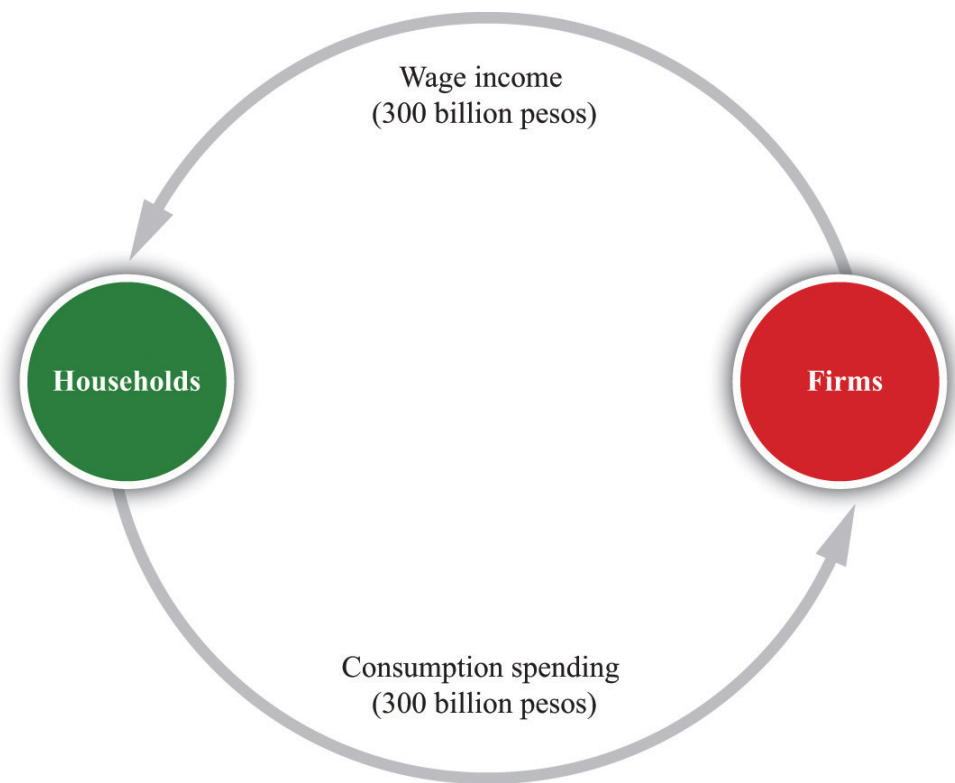 Wage income
(300 billion pesos)
Households
Firms
Consumption spending
(300 billion pesos)